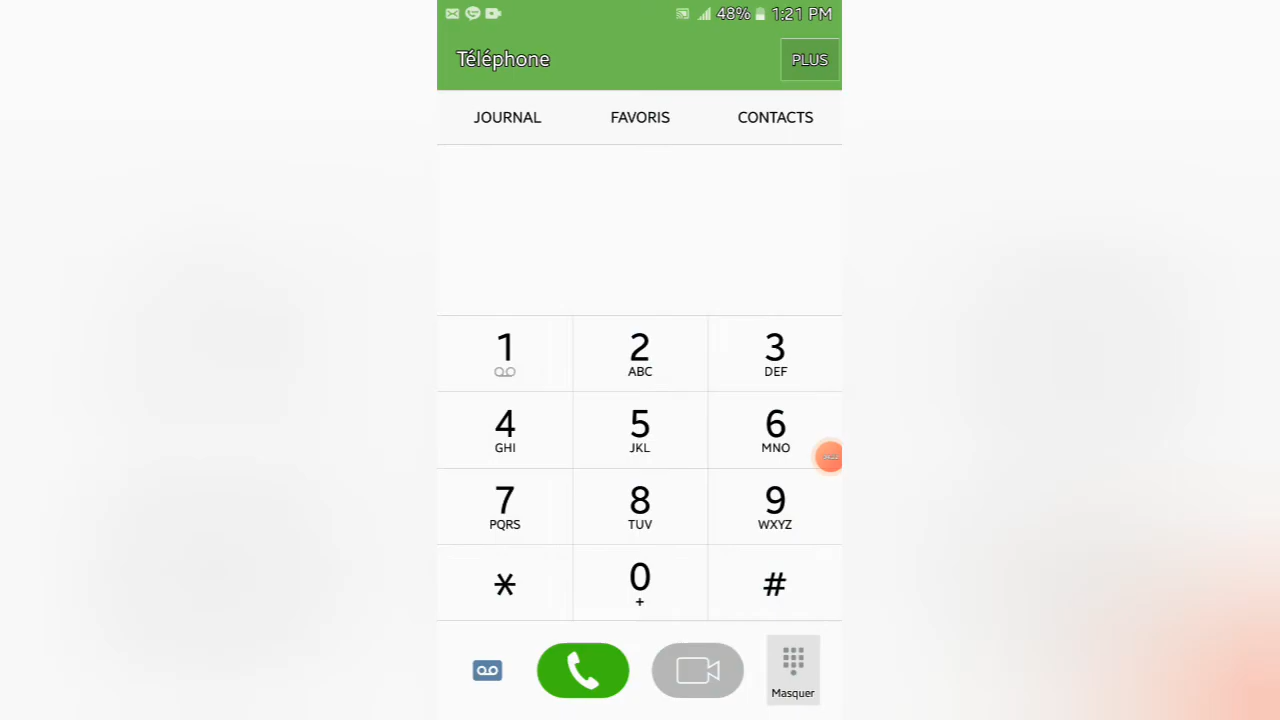 48% 1:21 PM
Téléphone PLUS
JOURNAL FAVORIS CONTACTS
1 2 3
ABC DEF
4 5 6
GHI JKL MNO
7 8 9
PQRS TUV WXYZ
* 0 #
+
Masquer